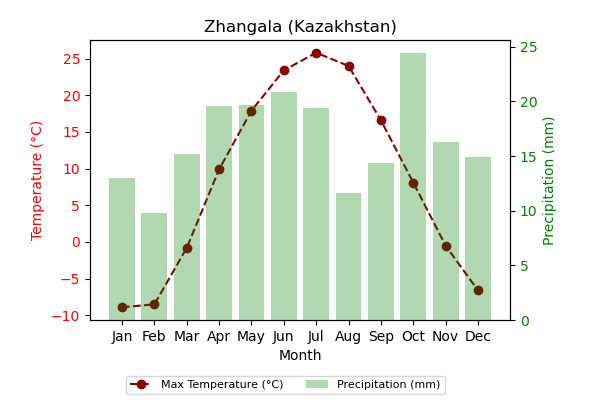 Zhangala (Kazakhstan)
Temperature (°C)
25
20
15
10
5
0
−5
−10
25
20
15
10
5
0
Precipitation (mm)
Jan Feb Mar Apr May Jun Jul Aug Sep Oct Nov Dec
Month
Max Temperature (°C) Precipitation (mm)